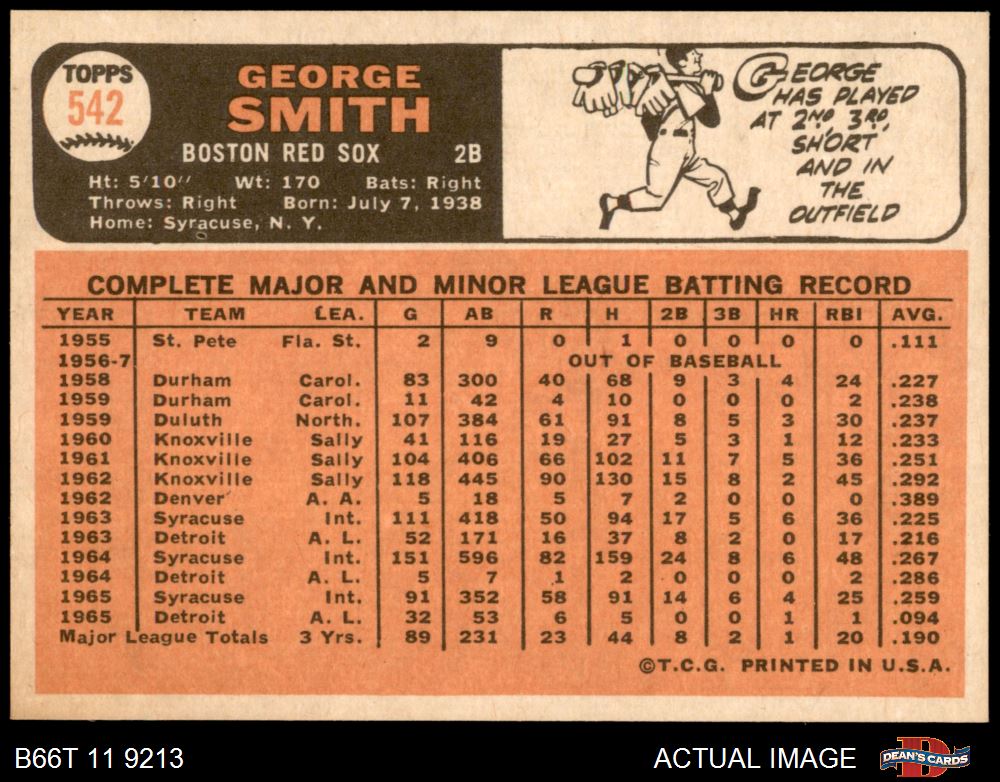 TOPPS
542
GEORGE
SMITH
BOSTON RED SOX 2B
Ht: 5'10" Wt: 170 Bats: Right
Throws: Right Born: July 7, 1938
Home: Syracuse, N. Y.
GEORGE
HAS PLAYED
AT 2ND, 3RD,
SHORT
AND IN
THE
OUTFIELD
COMPLETE MAJOR AND MINOR LEAGUE BATTING RECORD
YEAR TEAM LEA. G AB R H 2B 3B HR RBI AVG.
1955 St. Pete Fla. St. 2 9 0 1 0 0 0 0 .111
1956-7 OUT OF BASEBALL
1958 Durham Carol. 83 300 40 68 9 3 4 24 .227
1959 Durham Carol. 11 42 4 10 0 0 0 2 .238
1959 Duluth North. 107 384 61 91 8 5 3 30 .237
1960 Knoxville Sally 41 116 19 27 5 3 1 12 .233
1961 Knoxville Sally 104 406 66 102 11 7 5 36 .251
1962 Knoxville Sally 118 445 90 130 15 8 2 45 .292
1962 Denver A. A. 5 18 5 7 2 0 0 0 .389
1963 Syracuse Int. 111 418 50 94 17 5 6 36 .225
1963 Detroit A. L. 52 171 16 37 8 2 0 17 .216
1964 Syracuse Int. 151 596 82 159 24 8 6 48 .267
1964 Detroit A. L. 5 7 1 2 0 0 0 2 .286
1965 Syracuse Int. 91 352 58 91 14 6 4 25 .259
1965 Detroit A. L. 32 53 6 5 0 0 1 1 .094
Major League Totals 3 Yrs. 89 231 23 44 8 2 1 20 .190
©T.C.G. PRINTED IN U.S.A.
B66T 11 9213 ACTUAL IMAGE DEAN'S CARDS